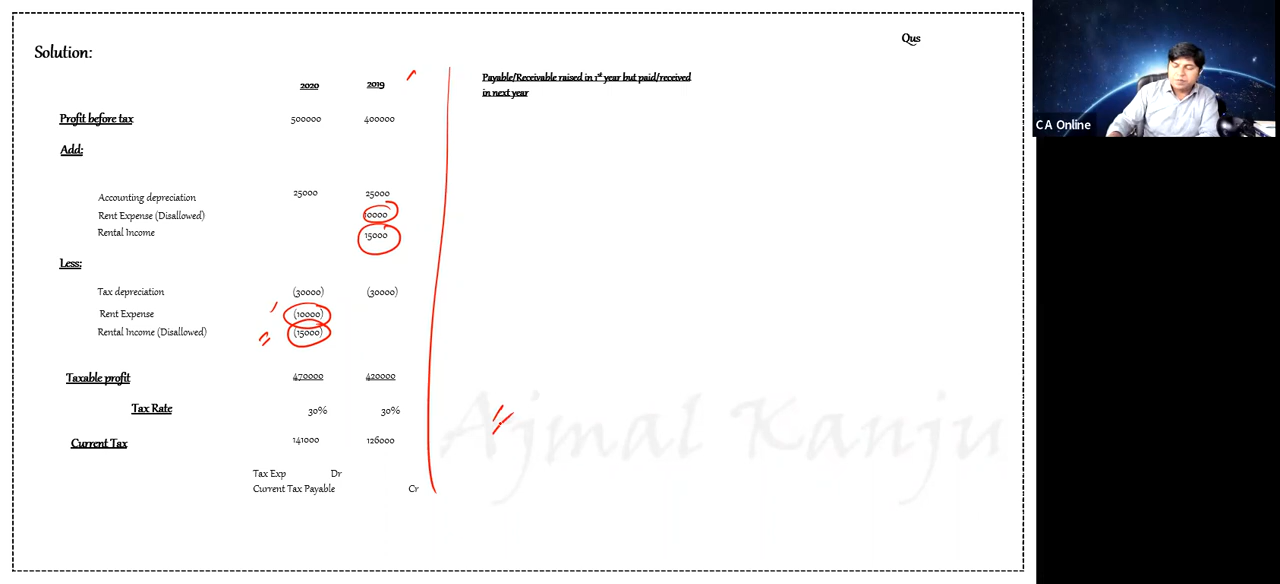 Qus
Solution:
2020 2019
Payable/Receivable raised in 1st year but paid/received
in next year
Profit before tax 500000 400000
Add:
Accounting depreciation 25000 25000
Rent Expense (Disallowed) 10000
Rental Income 15000
Less:
Tax depreciation (30000) (30000)
Rent Expense (10000)
Rental Income (Disallowed) (15000)
Taxable profit 470000 420000
Tax Rate 30% 30%
Current Tax 141000 126000
Tax Exp Dr
Current Tax Payable Cr
Ajmal Kanju
C A Online